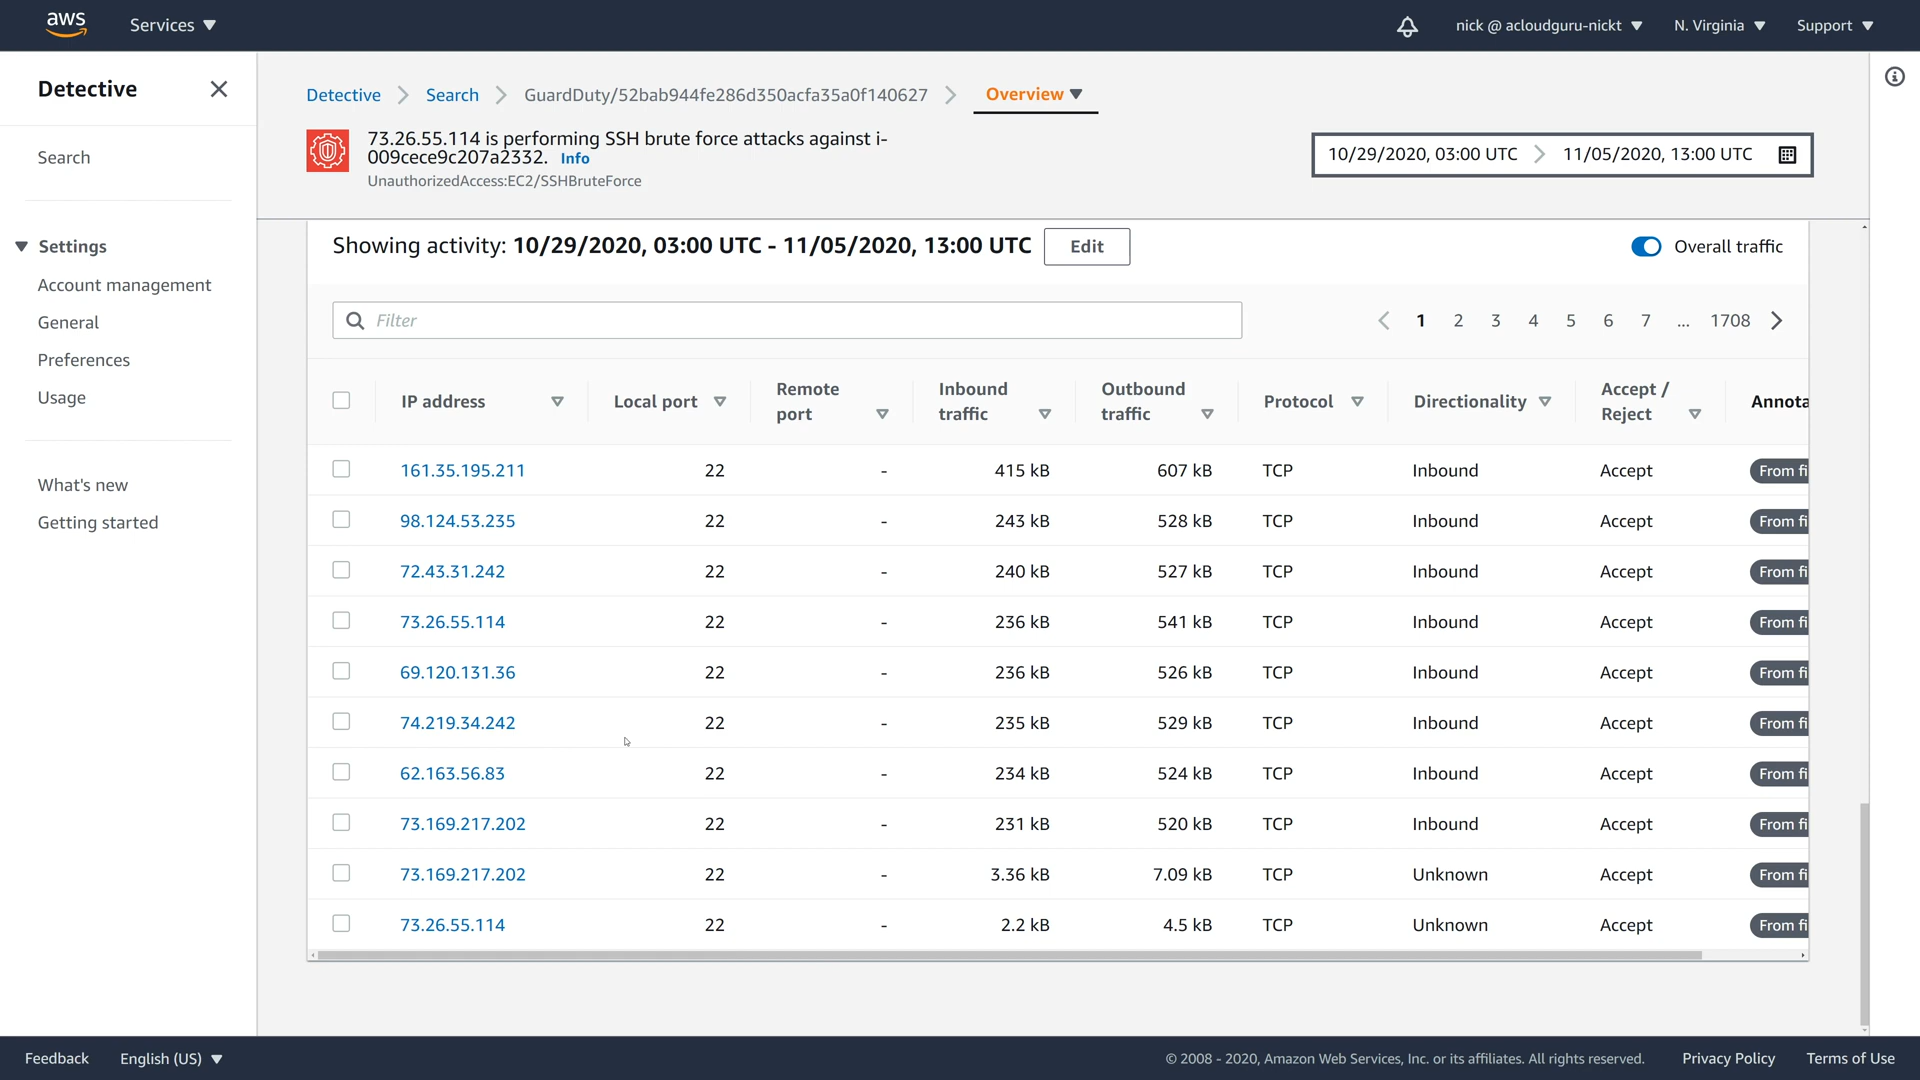 aws
Services
nick @ acloudguru-nickt
N. Virginia
Support
Detective
Search
Settings
Account management
General
Preferences
Usage
What's new
Getting started
Detective Search GuardDuty/52bab944fe286d350acfa35a0f140627 Overview
73.26.55.114 is performing SSH brute force attacks against i-
009cece9c207a2332. Info
UnauthorizedAccess:EC2/SSHBruteForce
10/29/2020, 03:00 UTC 11/05/2020, 13:00 UTC
Showing activity: 10/29/2020, 03:00 UTC - 11/05/2020, 13:00 UTC Edit Overall traffic
Filter
1 2 3 4 5 6 7 ... 1708
IP address
Local port
Remote
port
Inbound
traffic
Outbound
traffic
Protocol
Directionality
Accept /
Reject
Annota
161.35.195.211 22 - 415 kB 607 kB TCP Inbound Accept From fi
98.124.53.235 22 - 243 kB 528 kB TCP Inbound Accept From fi
72.43.31.242 22 - 240 kB 527 kB TCP Inbound Accept From fi
73.26.55.114 22 - 236 kB 541 kB TCP Inbound Accept From fi
69.120.131.36 22 - 236 kB 526 kB TCP Inbound Accept From fi
74.219.34.242 22 - 235 kB 529 kB TCP Inbound Accept From fi
62.163.56.83 22 - 234 kB 524 kB TCP Inbound Accept From fi
73.169.217.202 22 - 231 kB 520 kB TCP Inbound Accept From fi
73.169.217.202 22 - 3.36 kB 7.09 kB TCP Unknown Accept From fi
73.26.55.114 22 - 2.2 kB 4.5 kB TCP Unknown Accept From fi
Feedback
English (US)
© 2008 - 2020, Amazon Web Services, Inc. or its affiliates. All rights reserved.
Privacy Policy
Terms of Use